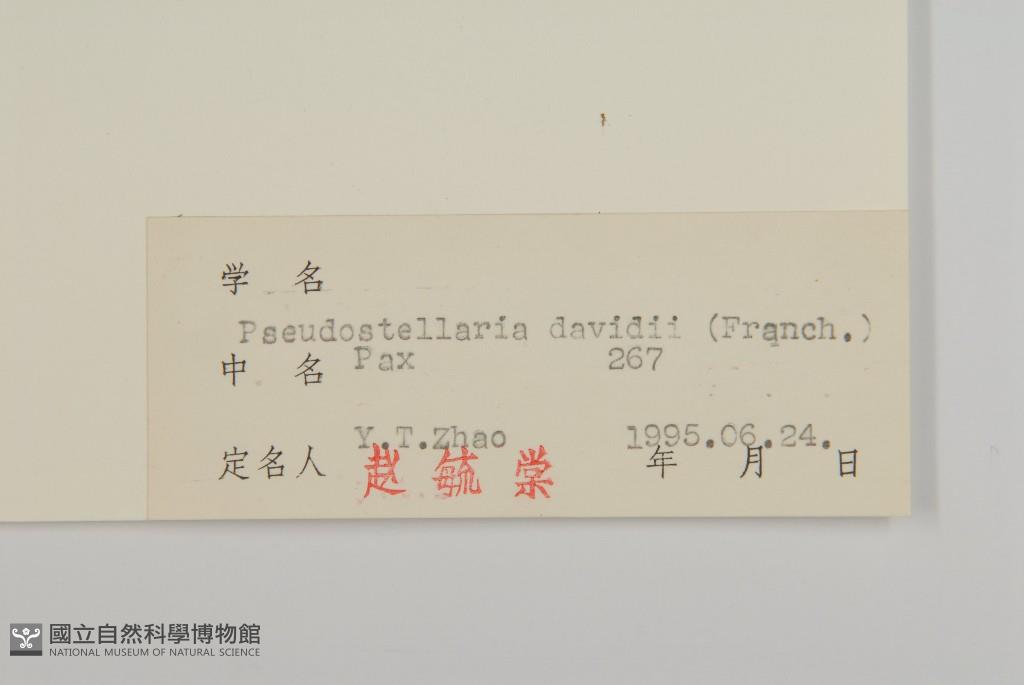 学 名
Pseudostellaria davidii (Franch.)
中 名 Pax 267
Y.T.Zhao 1995.06.24.
定名人 赵 毓 棠 年 月 日
國立自然科學博物館
NATIONAL MUSEUM OF NATURAL SCIENCE